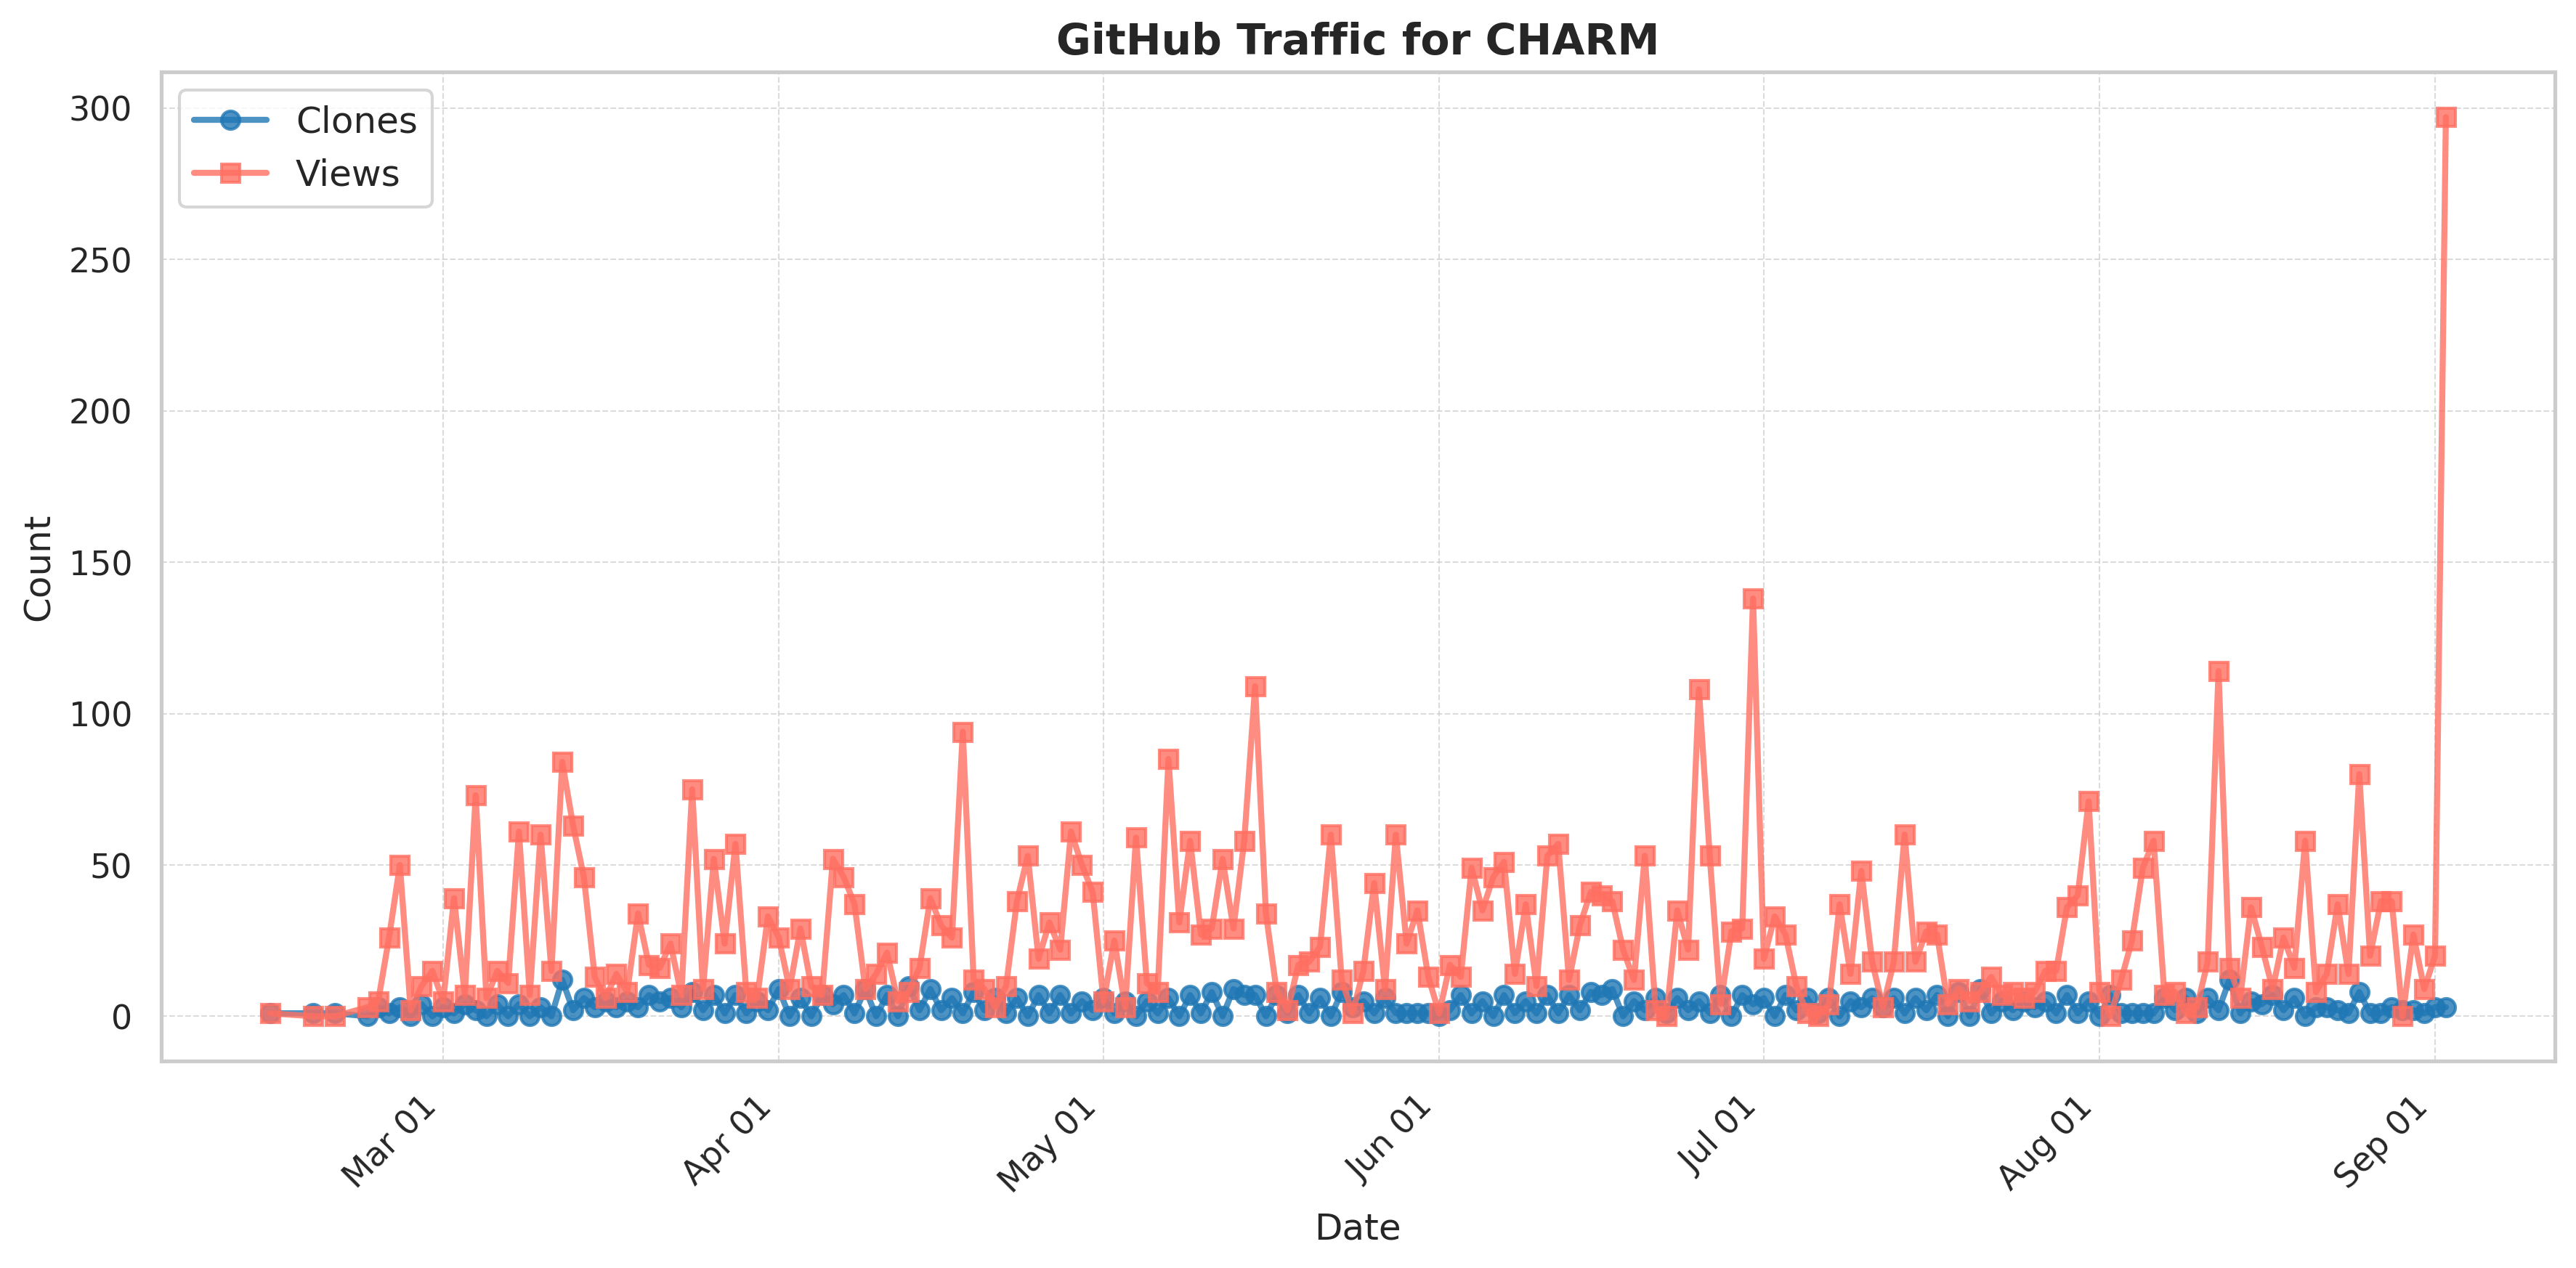 GitHub Traffic for CHARM
Clones
Views
300
250
200
150
100
50
0
Count
Mar 01
Apr 01
May 01
Jun 01
Jul 01
Aug 01
Sep 01
Date